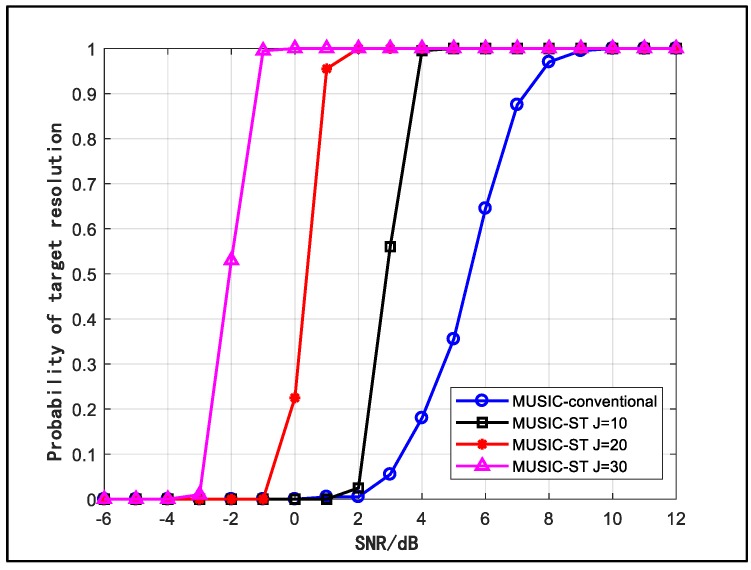 1
0.9
0.8
0.7
0.6
0.5
0.4
0.3
0.2
0.1
0
Probability of target resolution
MUSIC-conventional
MUSIC-ST J=10
MUSIC-ST J=20
MUSIC-ST J=30
-6 -4 -2 0 2 4 6 8 10 12
SNR/dB